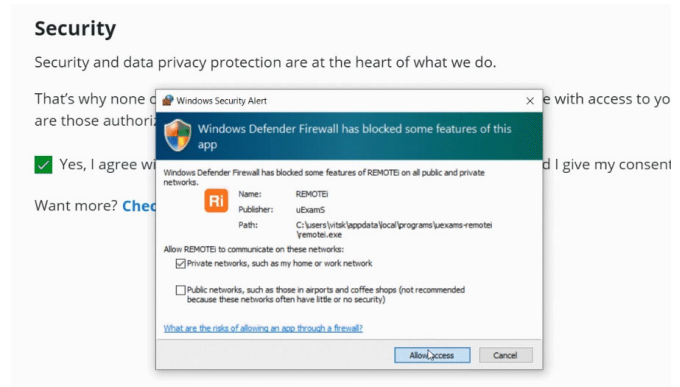 Security
Security and data privacy protection are at the heart of what we do.
That's why none o
e with access to yo
are those authori
Yes, I agree wi
d I give my consent
Want more? Chec
Windows Security Alert
Windows Defender Firewall has blocked some features of this
app
Windows Defender Firewall has blocked some features of REMOTEi on all public and private
networks.
Ri
Name: REMOTEi
Publisher: uExamS
Path: C:\users\vitsk\appdata\local\programs\uexams-remotei
\remotei.exe
Allow REMOTEi to communicate on these networks:
Private networks, such as my home or work network
Public networks, such as those in airports and coffee shops (not recommended
because these networks often have little or no security)
What are the risks of allowing an app through a firewall?
Allow access
Cancel